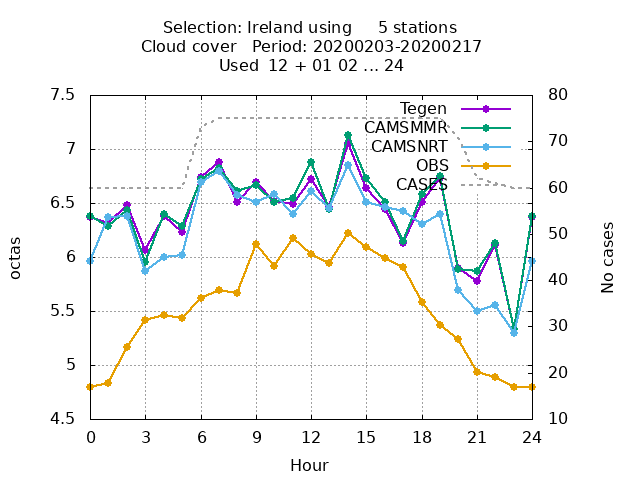 Selection: Ireland using 5 stations
Cloud cover Period: 20200203-20200217
Used 12 + 01 02 ... 24
7.5
7
6.5
6
5.5
5
4.5
octas
80
70
60
50
40
30
20
10
No cases
Tegen
CAMSMMR
CAMSNRT
OBS
CASES
0 3 6 9 12 15 18 21 24
Hour